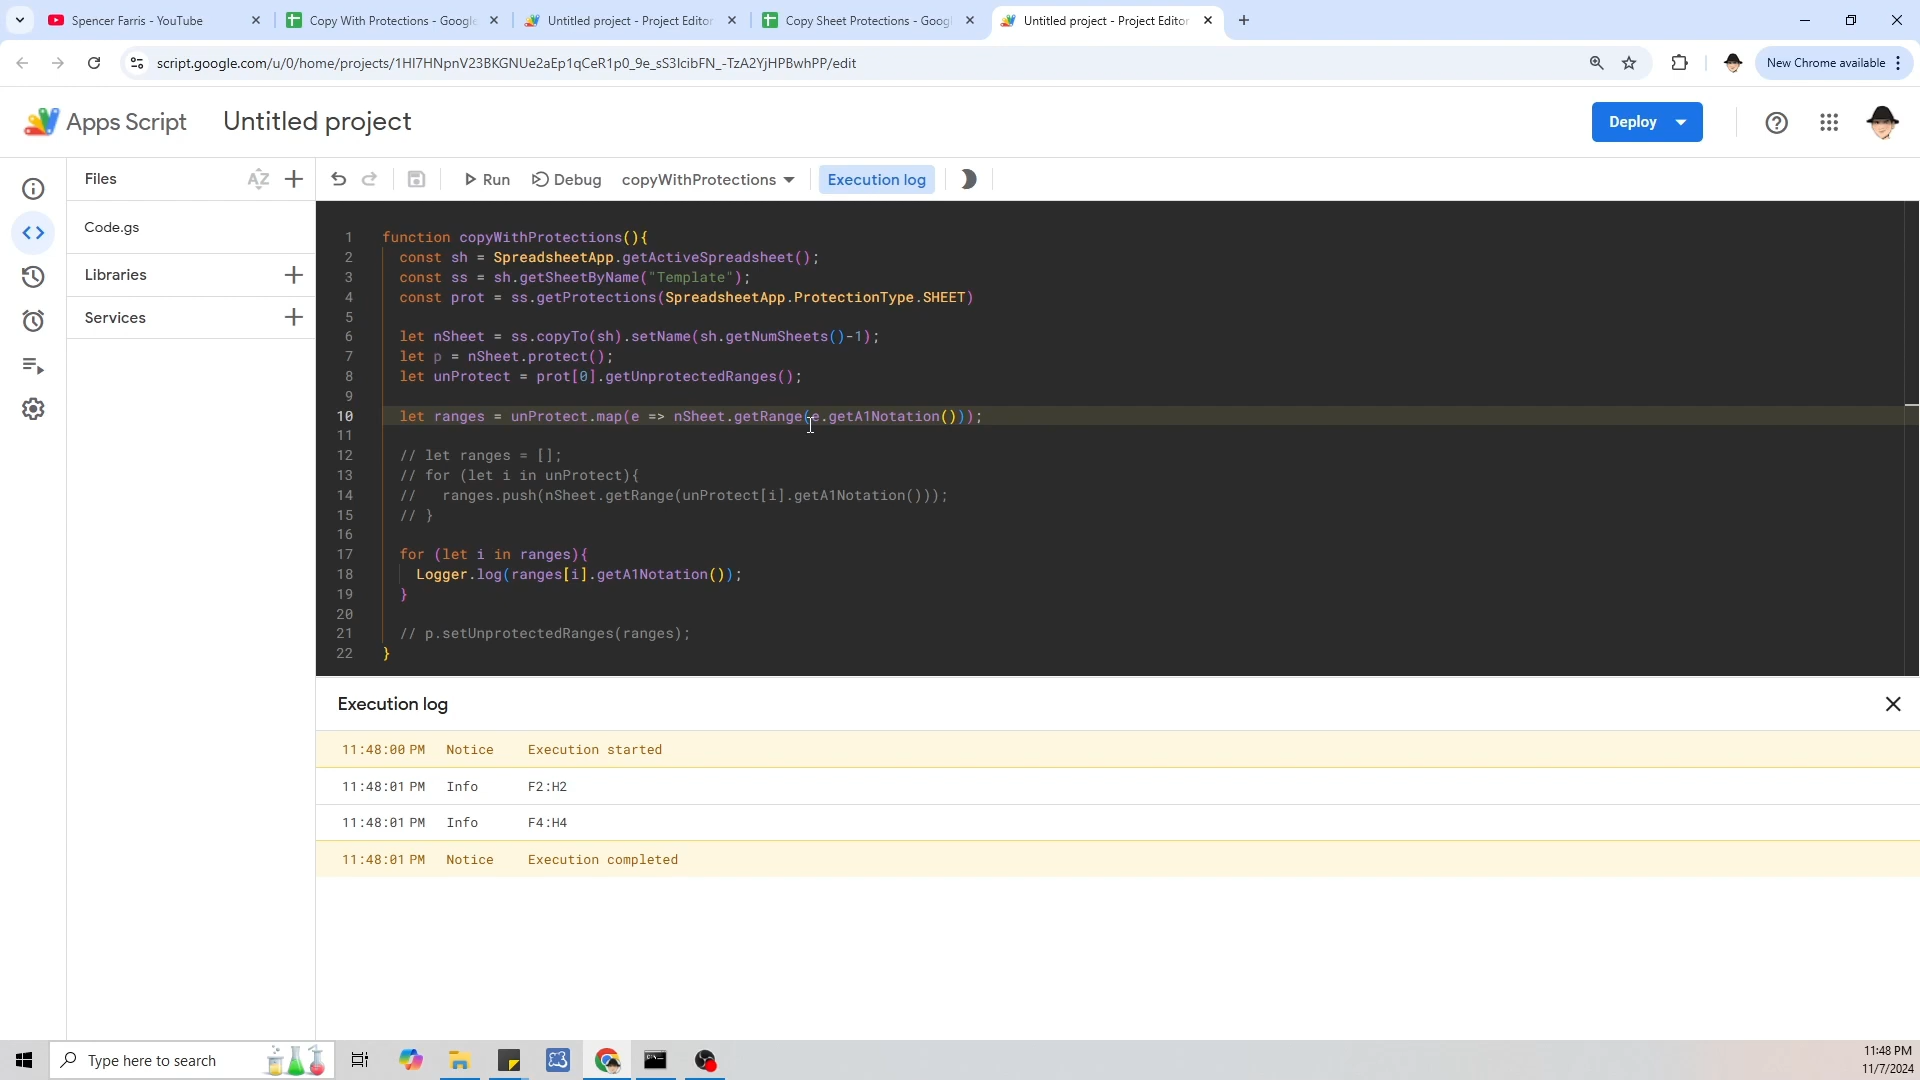 Spencer Farris - YouTube
Copy With Protections - Google
Untitled project - Project Editor
Copy Sheet Protections - Googl
Untitled project - Project Editor
script.google.com/u/0/home/projects/1HI7HNpnV23BKGNUe2aEp1qCeR1p0_9e_sS3IcibFN_-TzA2YjHPBwhPP/edit
New Chrome available
Apps Script
Untitled project
Deploy
Files
AZ
Run
Debug
copyWithProtections
Execution log
Code.gs
Libraries
Services
1 function copyWithProtections(){
2 const sh = SpreadsheetApp.getActiveSpreadsheet();
3 const ss = sh.getSheetByName("Template");
4 const prot = ss.getProtections(SpreadsheetApp.ProtectionType.SHEET)
5
6 let nSheet = ss.copyTo(sh).setName(sh.getNumSheets()-1);
7 let p = nSheet.protect();
8 let unProtect = prot[0].getUnprotectedRanges();
9
10 let ranges = unProtect.map(e => nSheet.getRange(e.getA1Notation()));
11
12 // let ranges = [];
13 // for (let i in unProtect){
14 //   ranges.push(nSheet.getRange(unProtect[i].getA1Notation()));
15 // }
16
17 for (let i in ranges){
18 Logger.log(ranges[i].getA1Notation());
19 }
20
21 // p.setUnprotectedRanges(ranges);
22 }
Execution log
11:48:00 PM Notice Execution started
11:48:01 PM Info F2:H2
11:48:01 PM Info F4:H4
11:48:01 PM Notice Execution completed
Type here to search
11:48 PM
11/7/2024